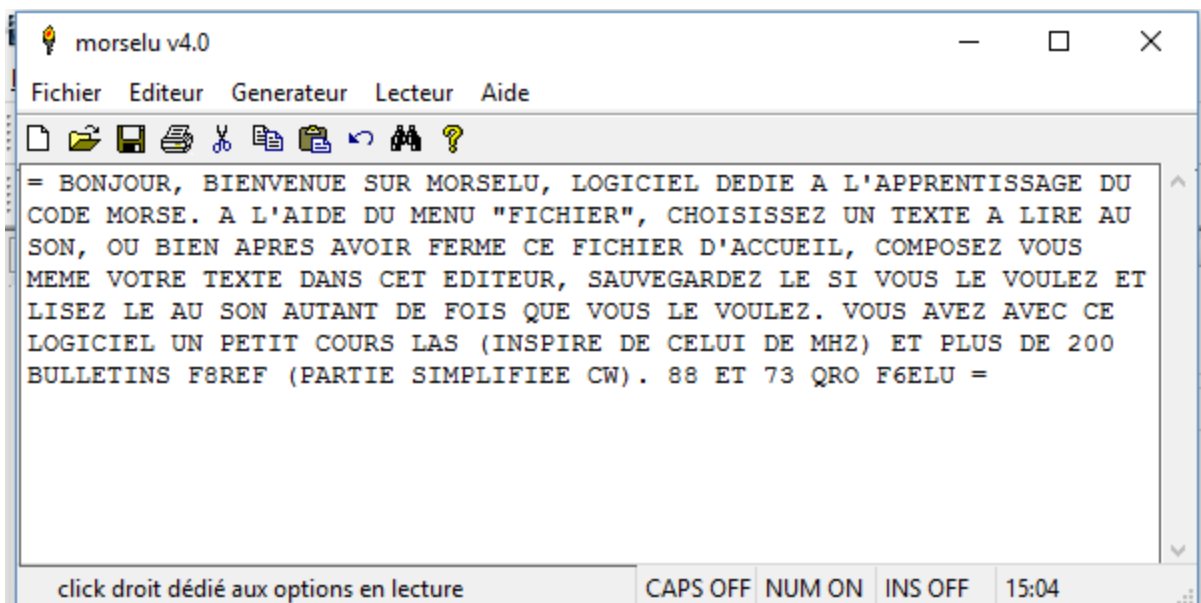 morselu v4.0
Fichier Editeur Generateur Lecteur Aide
= BONJOUR, BIENVENUE SUR MORSELU, LOGICIEL DEDIE A L'APPRENTISSAGE DU
CODE MORSE. A L'AIDE DU MENU "FICHIER", CHOISISSEZ UN TEXTE A LIRE AU
SON, OU BIEN APRES AVOIR FERME CE FICHIER D'ACCUEIL, COMPOSEZ VOUS
MEME VOTRE TEXTE DANS CET EDITEUR, SAUVEGARDEZ LE SI VOUS LE VOULEZ ET
LISEZ LE AU SON AUTANT DE FOIS QUE VOUS LE VOULEZ. VOUS AVEZ AVEC CE
LOGICIEL UN PETIT COURS LAS (INSPIRE DE CELUI DE MHZ) ET PLUS DE 200
BULLETINS F8REF (PARTIE SIMPLIFIEE CW). 88 ET 73 QRO F6ELU =
click droit dédié aux options en lecture CAPS OFF NUM ON INS OFF 15:04